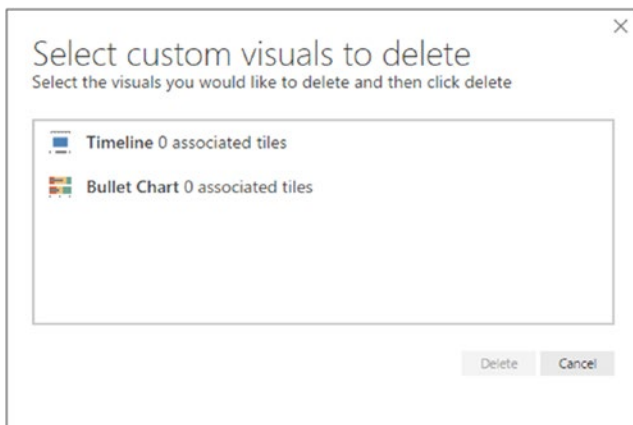 Select custom visuals to delete
Select the visuals you would like to delete and then click delete
Timeline 0 associated tiles
Bullet Chart 0 associated tiles
Delete Cancel